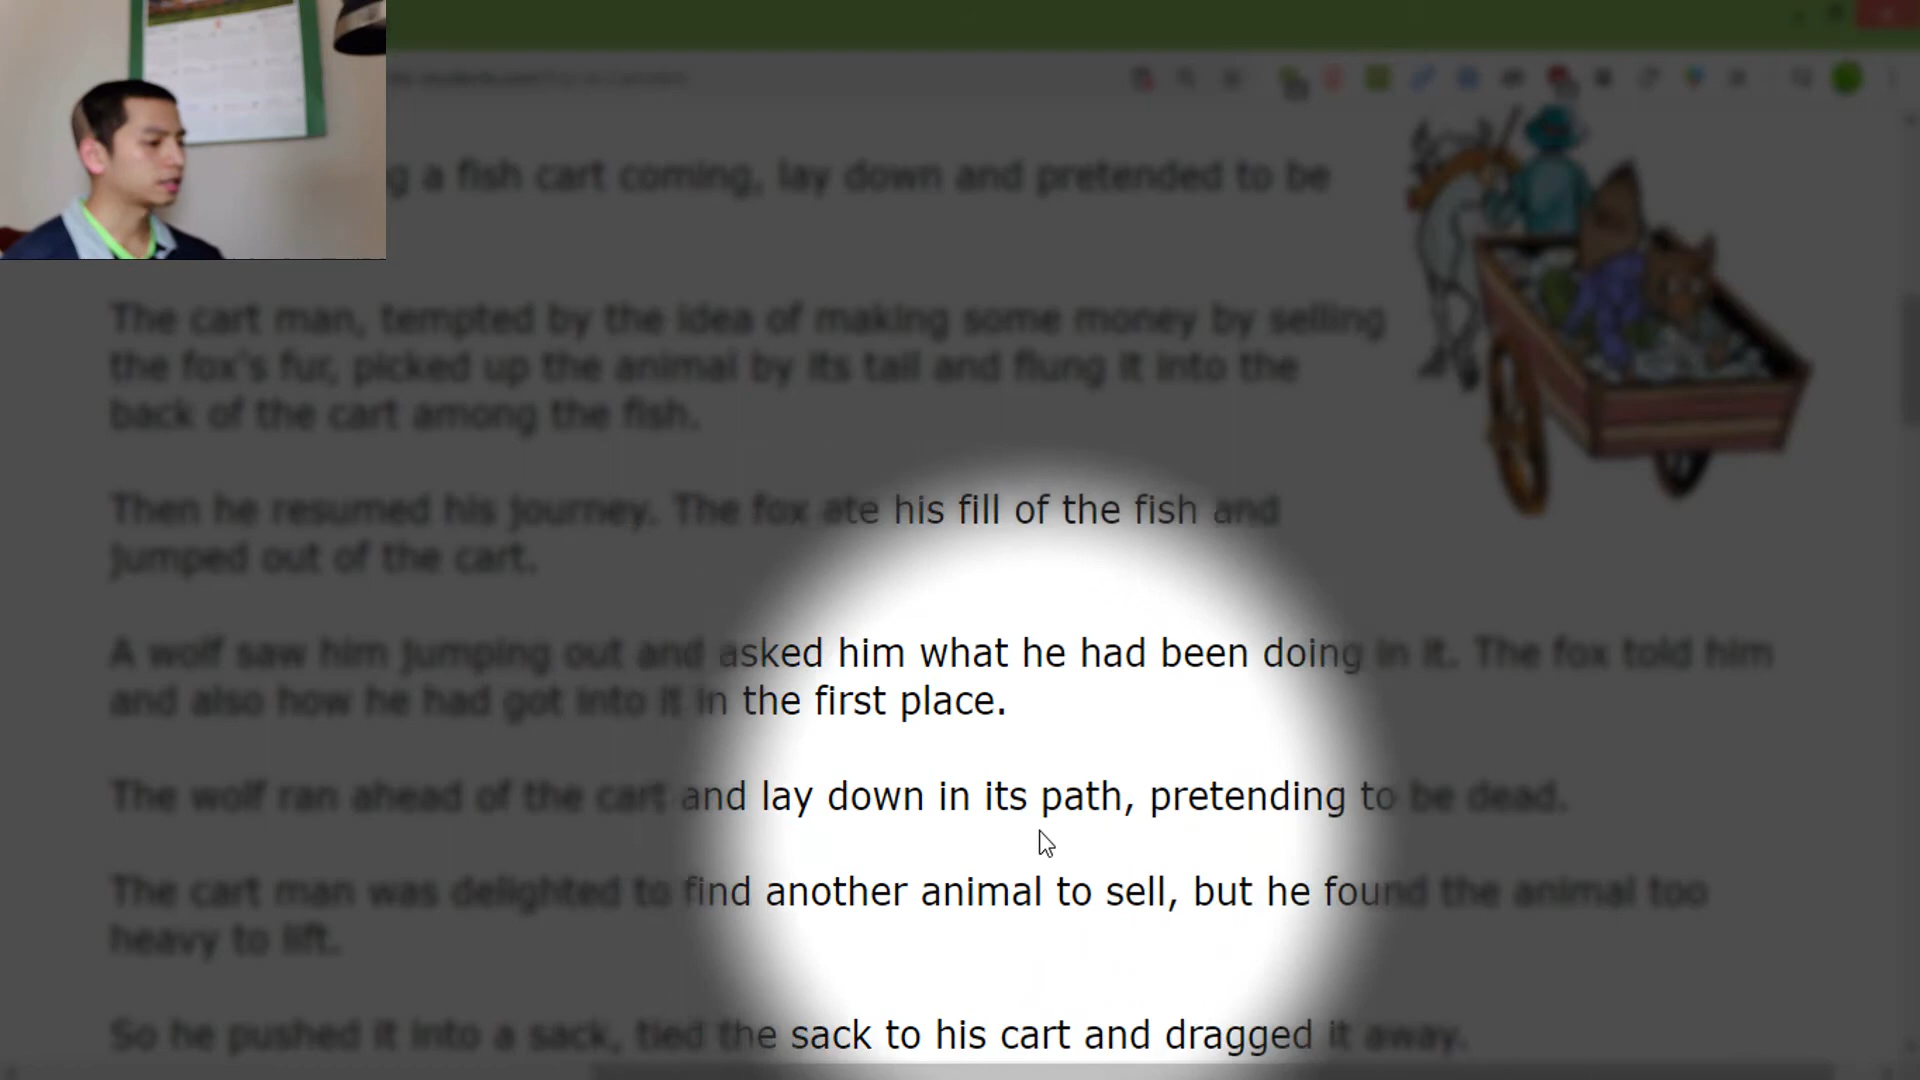 g a fish cart coming, lay down and pretended to be
The cart man, tempted by the idea of making some money by selling
the fox's fur, picked up the animal by its tail and flung it into the
back of the cart among the fish.
Then he resumed his journey. The fox ate his fill of the fish and
jumped out of the cart.
A wolf saw him jumping out and asked him what he had been doing in it. The fox told him
and also how he had got into it in the first place.
The wolf ran ahead of the cart and lay down in its path, pretending to be dead.
The cart man was delighted to find another animal to sell, but he found the animal too
heavy to lift.
So he pushed it into a sack, tied the sack to his cart and dragged it away.